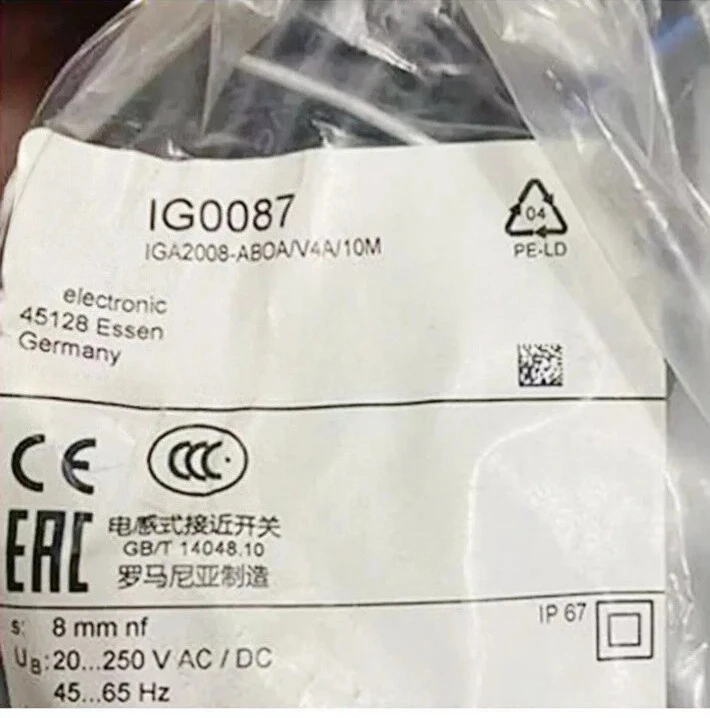 IG0087
IGA2008-ABOA/V4A/10M
04
PE-LD
electronic
45128 Essen
Germany
CE
CCC
EAC
电感式接近开关
GB/T 14048.10
罗马尼亚制造
IP 67
s: 8 mm nf
UB:20...250 V AC / DC
45...65 Hz